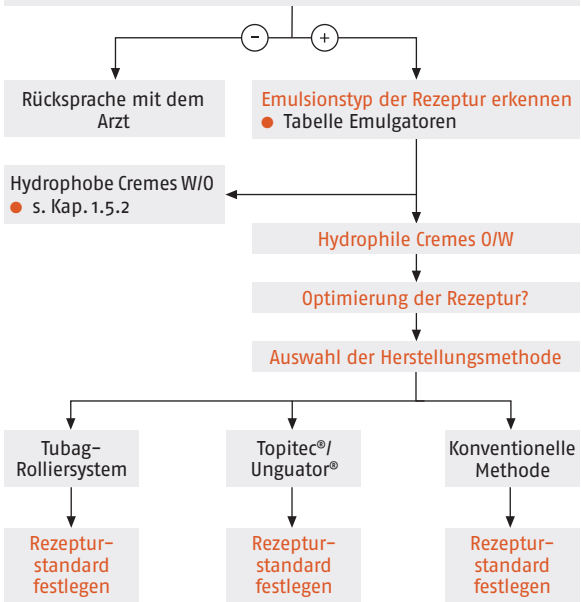 −
+
Rücksprache mit dem
Arzt
Emulsionstyp der Rezeptur erkennen
● Tabelle Emulgatoren
Hydrophobe Cremes W/O
● s. Kap. 1.5.2
Hydrophile Cremes O/W
Optimierung der Rezeptur?
Auswahl der Herstellungsmethode
Tubag-
Rolliersystem
Topitec®/
Unguator®
Konventionelle
Methode
Rezeptur-
standard
festlegen
Rezeptur-
standard
festlegen
Rezeptur-
standard
festlegen